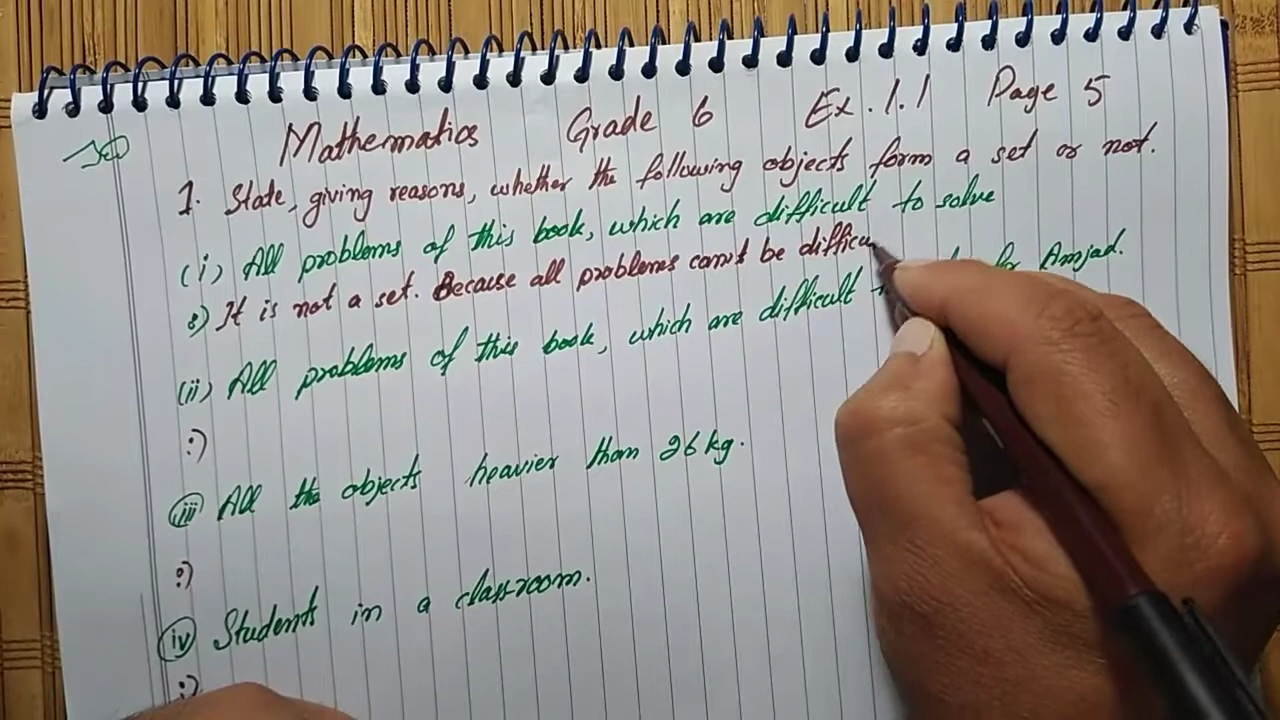 Mathematics Grade 6 Ex. 1.1 Page 5
1. State, giving reasons, whether the following objects form a set or not.
(i) All problems of this book, which are difficult to solve
s) It is not a set. Because all problems can't be difficu
(ii) All problems of this book, which are difficult for Amjad.
:)
(iii) All the objects heavier than 26 kg.
:)
(iv) Students in a classroom.
:)